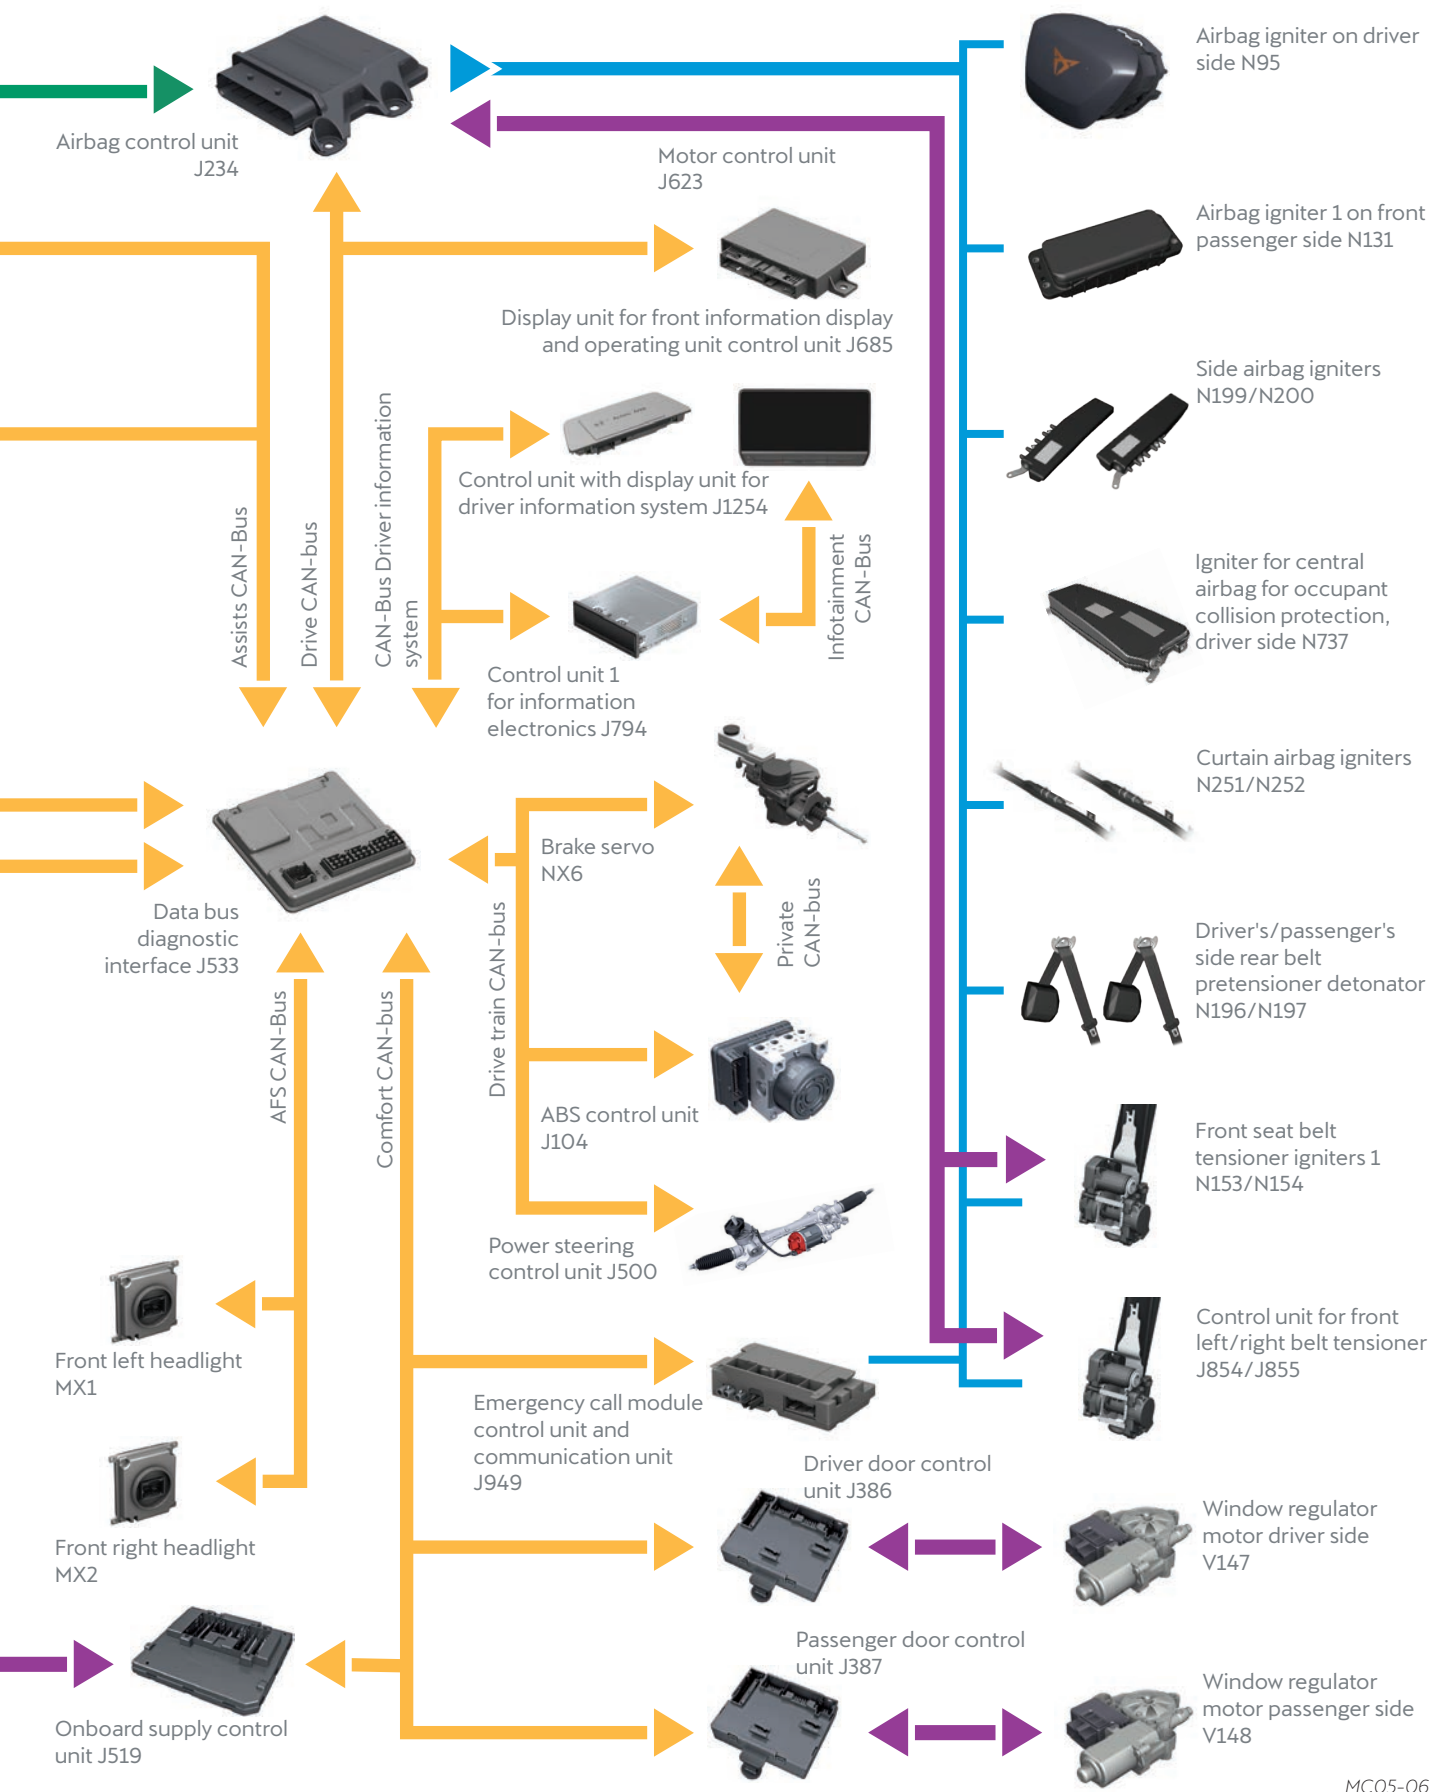 Airbag igniter on driver
side N95
Airbag control unit
J234
Motor control unit
J623
Airbag igniter 1 on front
passenger side N131
Display unit for front information display
and operating unit control unit J685
Side airbag igniters
N199/N200
Control unit with display unit for
driver information system J1254
Assists CAN-Bus
Drive CAN-bus
CAN-Bus Driver information
system
Infotainment
CAN-Bus
Igniter for central
airbag for occupant
collision protection,
driver side N737
Control unit 1
for information
electronics J794
Curtain airbag igniters
N251/N252
Brake servo
NX6
Data bus
diagnostic
interface J533
Private
CAN-bus
Driver's/passenger's
side rear belt
pretensioner detonator
N196/N197
AFS CAN-Bus
Comfort CAN-bus
Drive train CAN-bus
ABS control unit
J104
Front seat belt
tensioner igniters 1
N153/N154
Power steering
control unit J500
Control unit for front
left/right belt tensioner
J854/J855
Front left headlight
MX1
Emergency call module
control unit and
communication unit
J949
Driver door control
unit J386
Window regulator
motor driver side
V147
Front right headlight
MX2
Passenger door control
unit J387
Window regulator
motor passenger side
V148
Onboard supply control
unit J519
MC05-06